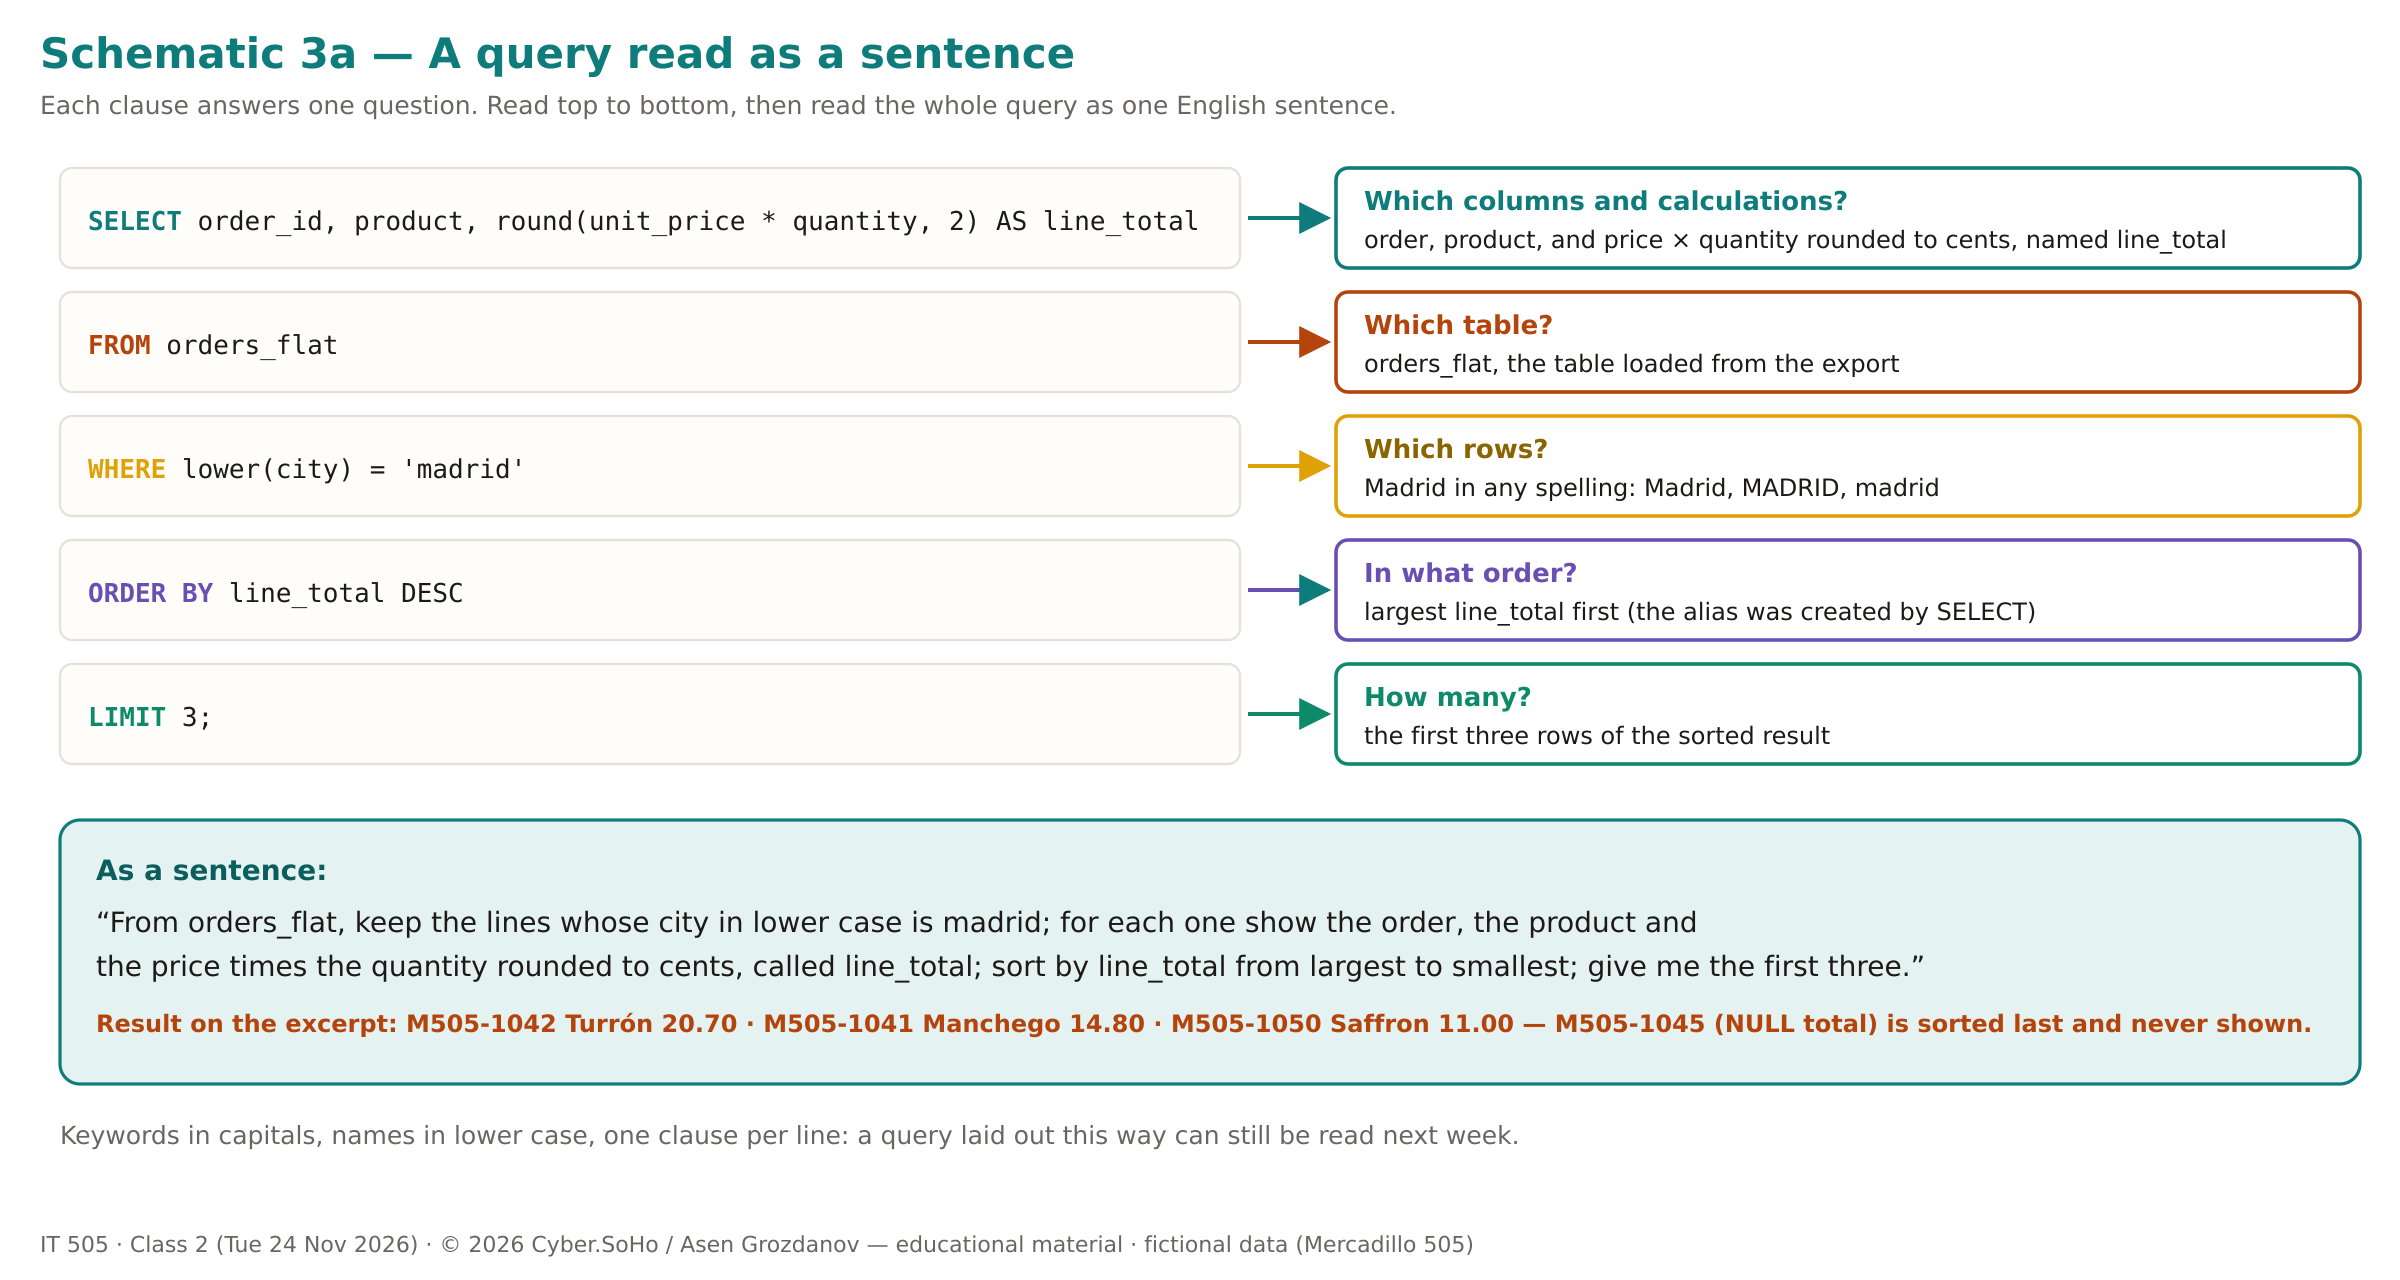 Schematic 3a — A query read as a sentence
Each clause answers one question. Read top to bottom, then read the whole query as one English sentence.
SELECT order_id, product, round(unit_price * quantity, 2) AS line_total
Which columns and calculations?
order, product, and price × quantity rounded to cents, named line_total
FROM orders_flat
Which table?
orders_flat, the table loaded from the export
WHERE lower(city) = 'madrid'
Which rows?
Madrid in any spelling: Madrid, MADRID, madrid
ORDER BY line_total DESC
In what order?
largest line_total first (the alias was created by SELECT)
LIMIT 3;
How many?
the first three rows of the sorted result
As a sentence:
“From orders_flat, keep the lines whose city in lower case is madrid; for each one show the order, the product and
the price times the quantity rounded to cents, called line_total; sort by line_total from largest to smallest; give me the first three.”
Result on the excerpt: M505-1042 Turrón 20.70 · M505-1041 Manchego 14.80 · M505-1050 Saffron 11.00 — M505-1045 (NULL total) is sorted last and never shown.
Keywords in capitals, names in lower case, one clause per line: a query laid out this way can still be read next week.
IT 505 · Class 2 (Tue 24 Nov 2026) · © 2026 Cyber.SoHo / Asen Grozdanov — educational material · fictional data (Mercadillo 505)